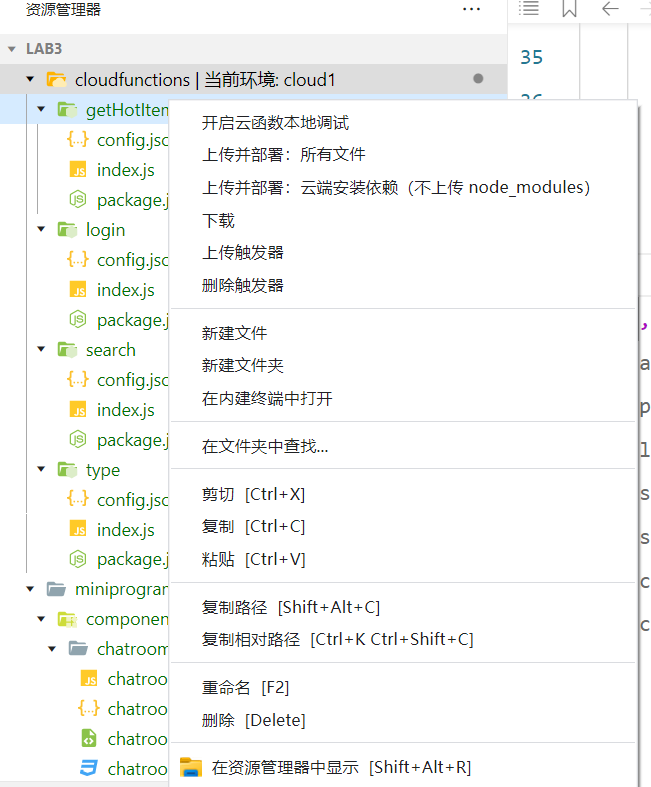 资源管理器
LAB3
cloudfunctions | 当前环境: cloud1
getHotItem
config.jsc
index.js
package.j
login
config.jsc
index.js
package.j
search
config.jsc
index.js
package.j
type
config.jsc
index.js
package.j
miniprogran
componen
chatroom
chatroo
chatroo
chatroo
chatroo
开启云函数本地调试
上传并部署：所有文件
上传并部署：云端安装依赖（不上传 node_modules）
下载
上传触发器
删除触发器
新建文件
新建文件夹
在内建终端中打开
在文件夹中查找...
剪切 [Ctrl+X]
复制 [Ctrl+C]
粘贴 [Ctrl+V]
复制路径 [Shift+Alt+C]
复制相对路径 [Ctrl+K Ctrl+Shift+C]
重命名 [F2]
删除 [Delete]
在资源管理器中显示 [Shift+Alt+R]
35
,
a
p
l
s
s
c
c